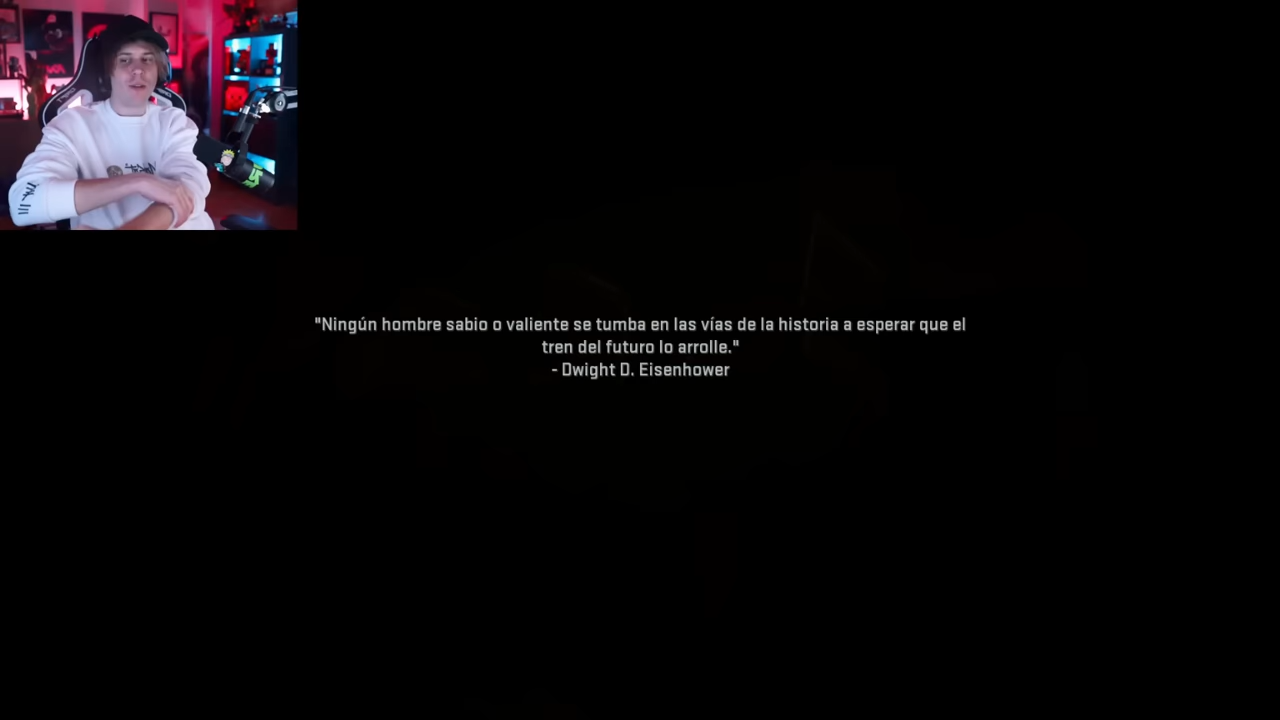 "Ningún hombre sabio o valiente se tumba en las vías de la historia a esperar que el
tren del futuro lo arrolle."
- Dwight D. Eisenhower